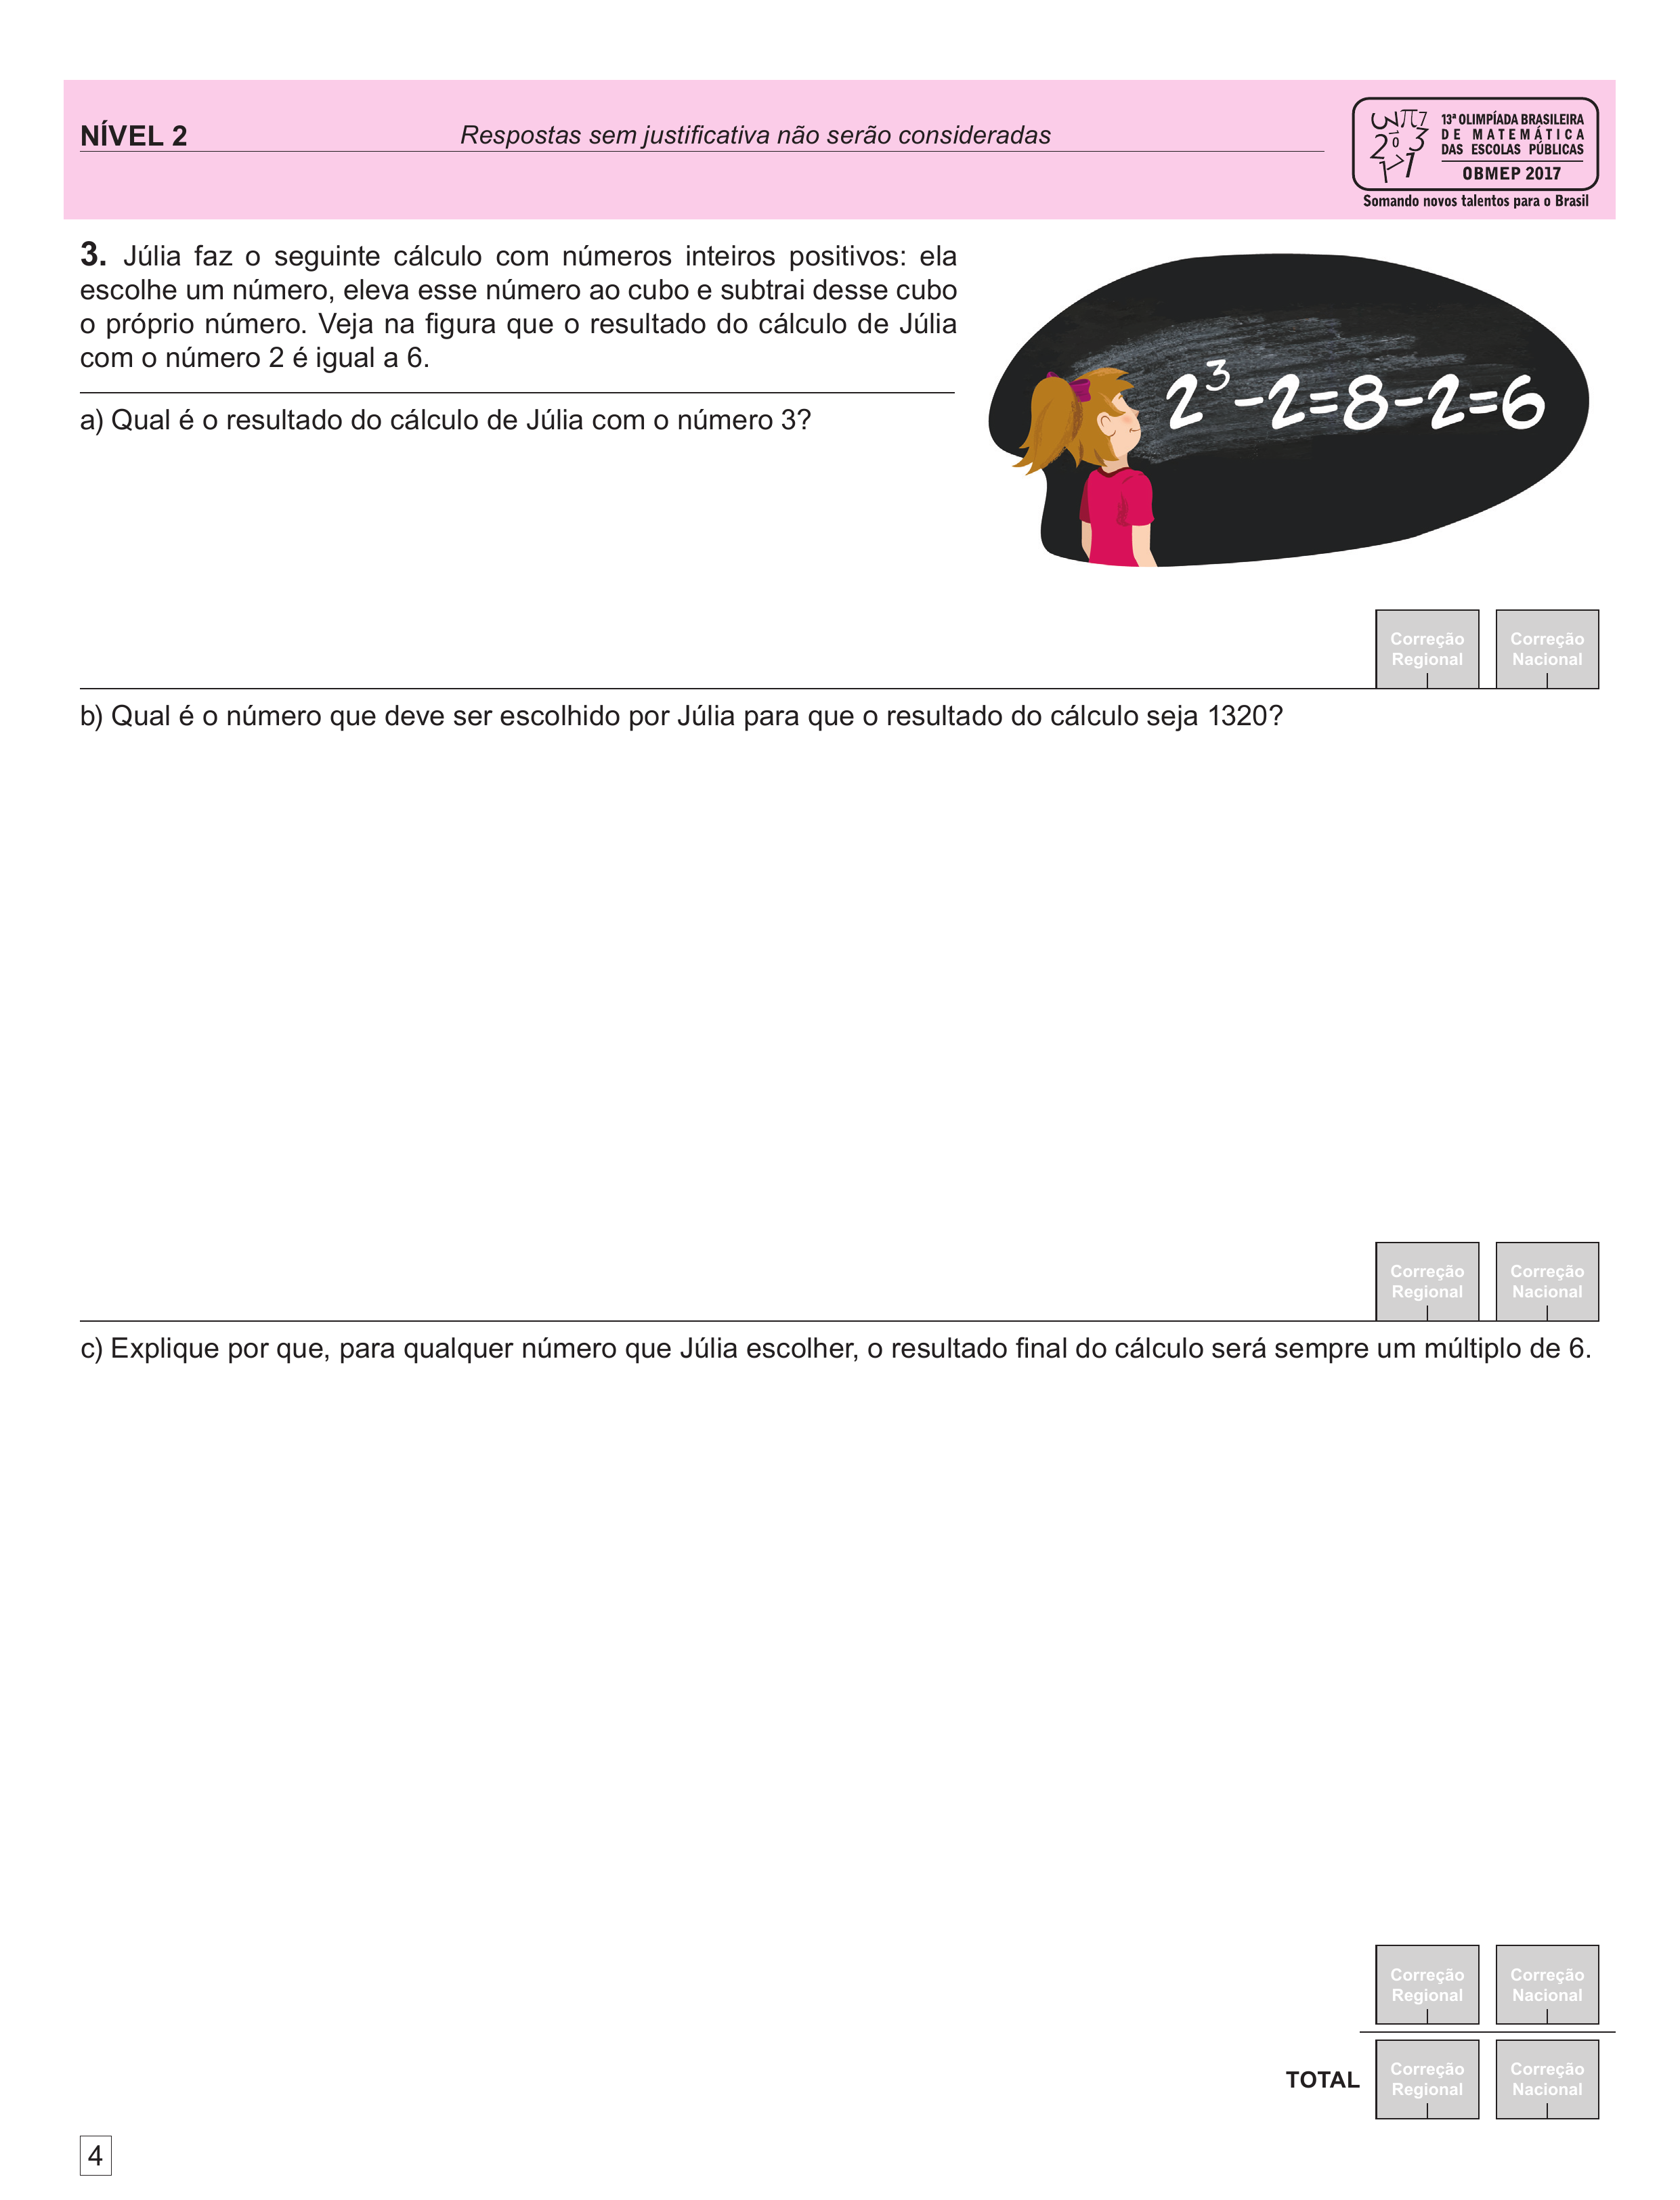 NÍVEL 2
Respostas sem justificativa não serão consideradas
13ª OLIMPÍADA BRASILEIRA
DE MATEMÁTICA
DAS ESCOLAS PÚBLICAS
OBMEP 2017
Somando novos talentos para o Brasil
3. Júlia faz o seguinte cálculo com números inteiros positivos: ela
escolhe um número, eleva esse número ao cubo e subtrai desse cubo
o próprio número. Veja na figura que o resultado do cálculo de Júlia
com o número 2 é igual a 6.
2³-2=8-2=6
a) Qual é o resultado do cálculo de Júlia com o número 3?
Correção Regional
Correção Nacional
b) Qual é o número que deve ser escolhido por Júlia para que o resultado do cálculo seja 1320?
Correção Regional
Correção Nacional
c) Explique por que, para qualquer número que Júlia escolher, o resultado final do cálculo será sempre um múltiplo de 6.
Correção Regional
Correção Nacional
TOTAL
Correção Regional
Correção Nacional
4